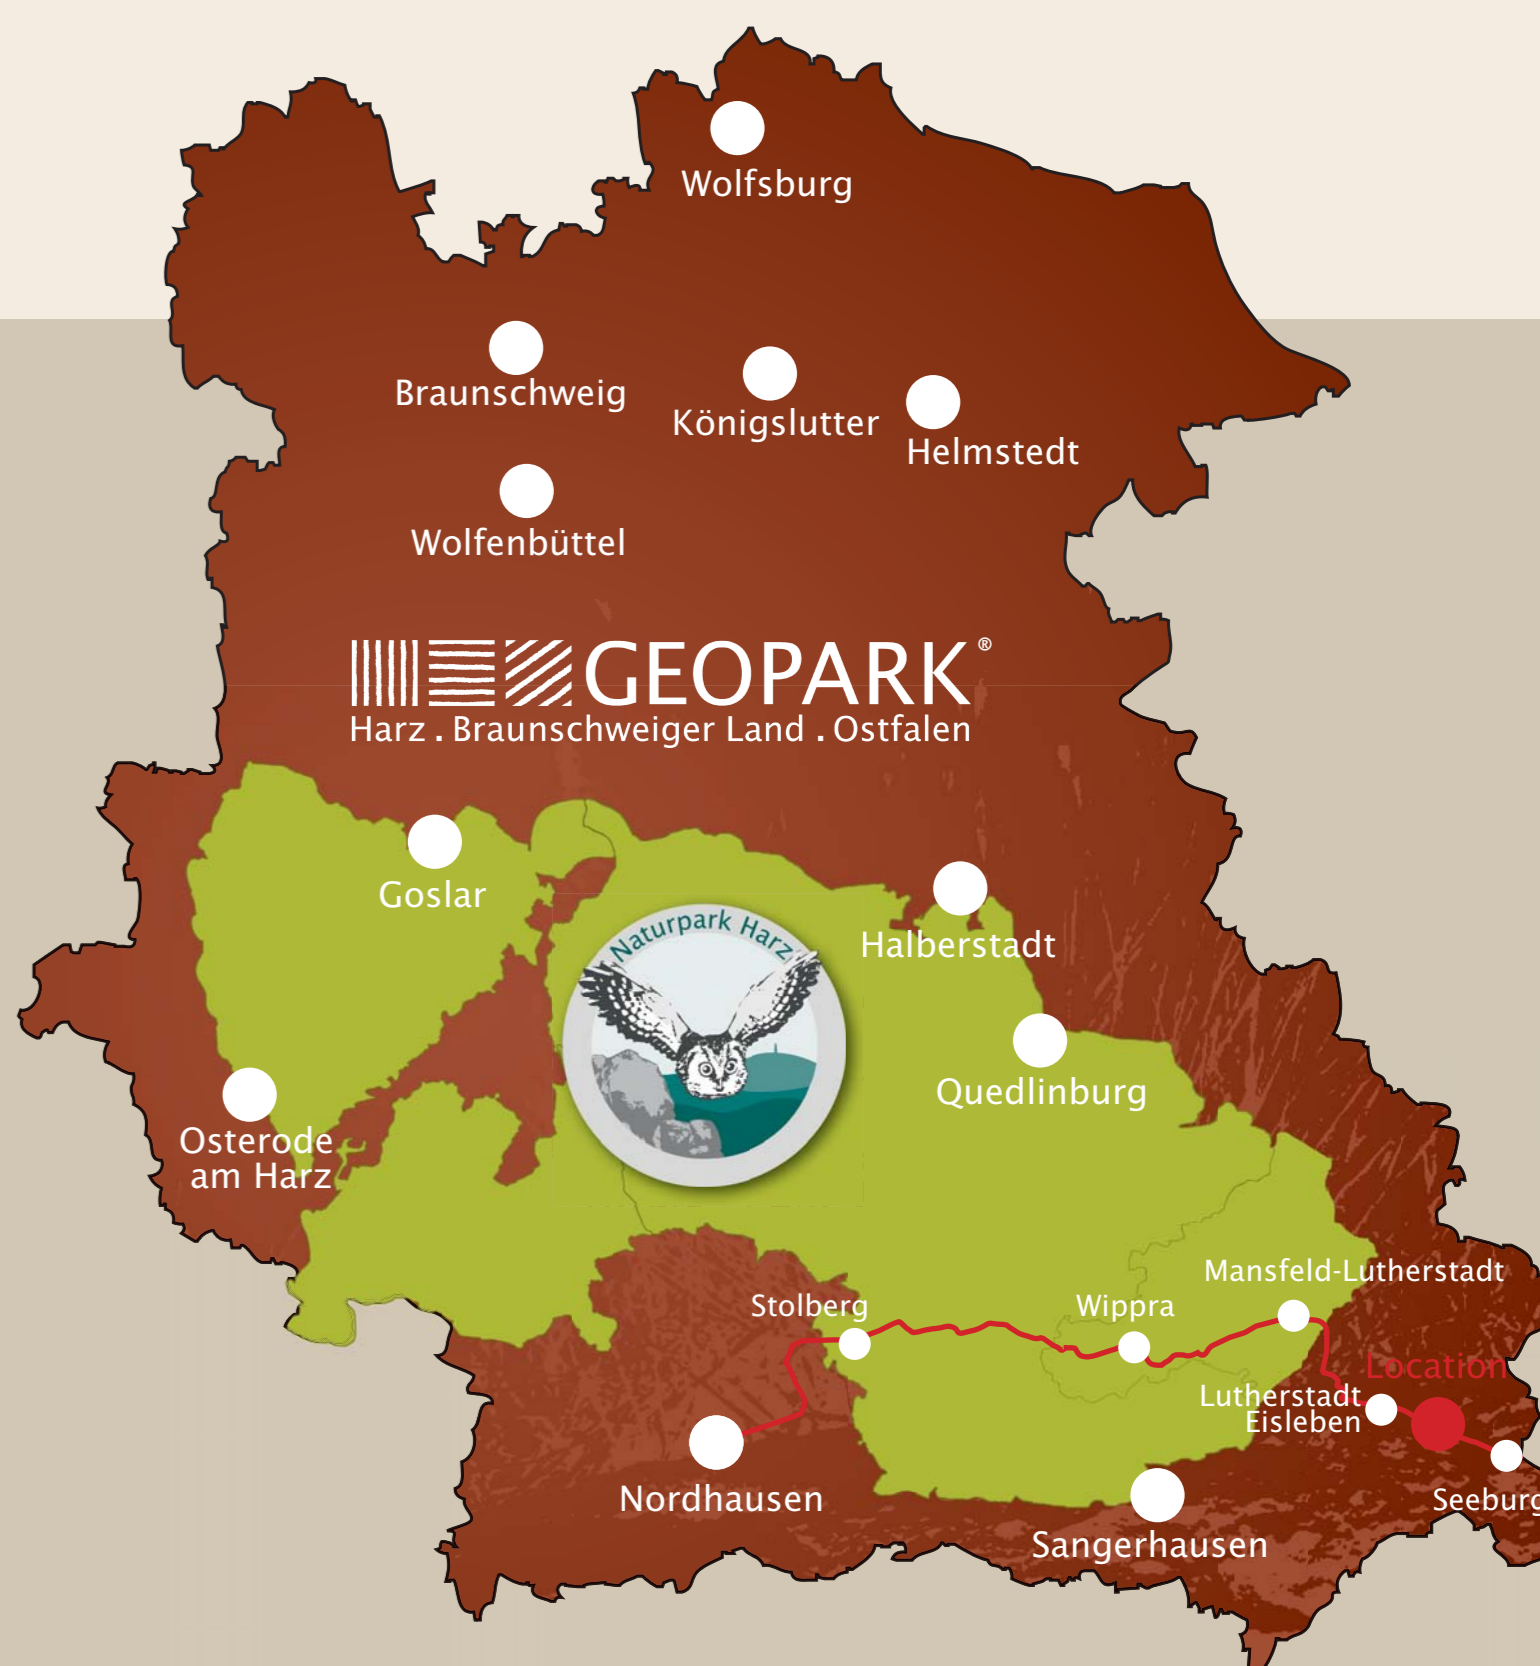 Wolfsburg
Braunschweig
Königslutter
Helmstedt
Wolfenbüttel
GEOPARK®
Harz . Braunschweiger Land . Ostfalen
Goslar
Naturpark Harz
Halberstadt
Quedlinburg
Osterode
am Harz
Mansfeld-Lutherstadt
Stolberg
Wippra
Location
Lutherstadt
Eisleben
Nordhausen
Seeburg
Sangerhausen